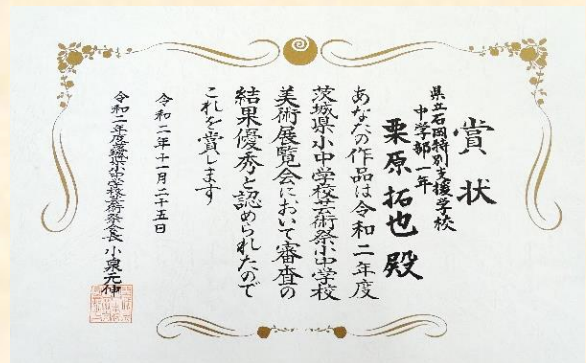 賞状
県立石岡特別支援学校
中学部一年
栗原拓也殿
あなたの作品は令和二年度
茨城県小中学校芸術祭小中学校
美術展覧会において審査の
結果優秀と認められたので
これを賞します
令和二年十一月二十五日
令和二年度茨城県小中学校芸術祭会長 小泉元伸